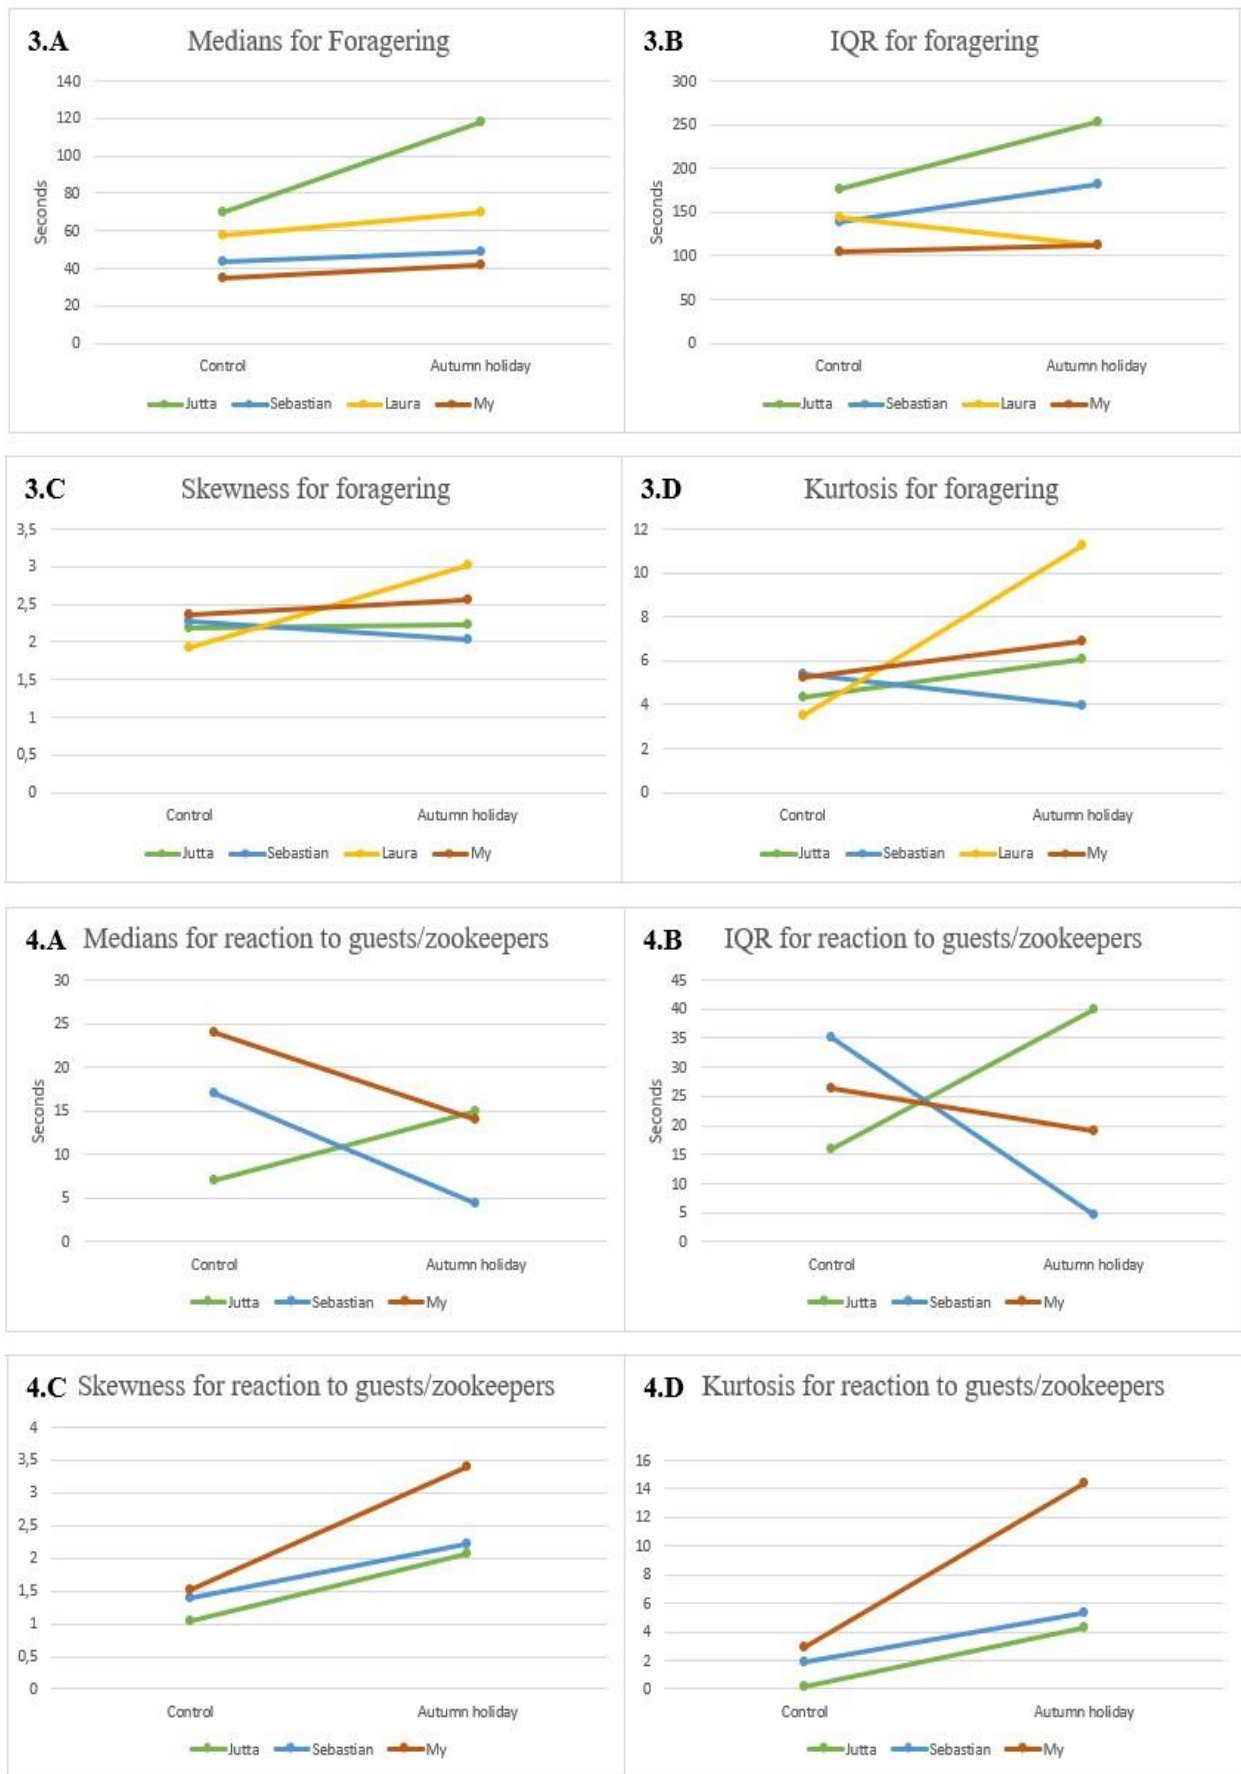 3.A Medians for Foragering
140
120
100
80
60
40
20
0
Seconds
Control Autumn holiday
Jutta Sebastian Laura My
3.B IQR for foragering
300
250
200
150
100
50
0
Seconds
Control Autumn holiday
Jutta Sebastian Laura My
3.C Skewness for foragering
3,5
3
2,5
2
1,5
1
0,5
0
Control Autumn holiday
Jutta Sebastian Laura My
3.D Kurtosis for foragering
12
10
8
6
4
2
0
Control Autumn holiday
Jutta Sebastian Laura My
4.A Medians for reaction to guests/zookeepers
30
25
20
15
10
5
0
Seconds
Control Autumn holiday
Jutta Sebastian My
4.B IQR for reaction to guests/zookeepers
45
40
35
30
25
20
15
10
5
0
Seconds
Control Autumn holiday
Jutta Sebastian My
4.C Skewness for reaction to guests/zookeepers
4
3,5
3
2,5
2
1,5
1
0,5
0
Control Autumn holiday
Jutta Sebastian My
4.D Kurtosis for reaction to guests/zookeepers
16
14
12
10
8
6
4
2
0
Control Autumn holiday
Jutta Sebastian My